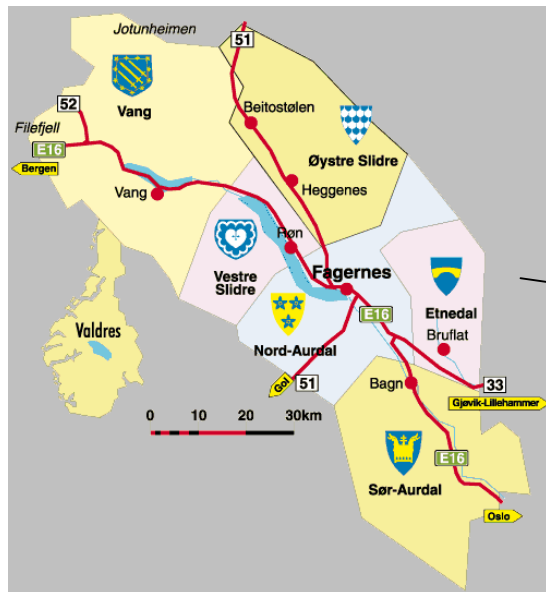 Jotunheimen
51
52
Vang
Filefjell
Beitostølen
E16
Bergen
Øystre Slidre
Vang
Heggenes
Røn
Vestre
Slidre
Fagernes
Valdres
E16
Etnedal
Nord-Aurdal
Bruflat
Gol
51
Bagn
33
Gjøvik-Lillehammer
0 10 20 30km
E16
Sør-Aurdal
Oslo